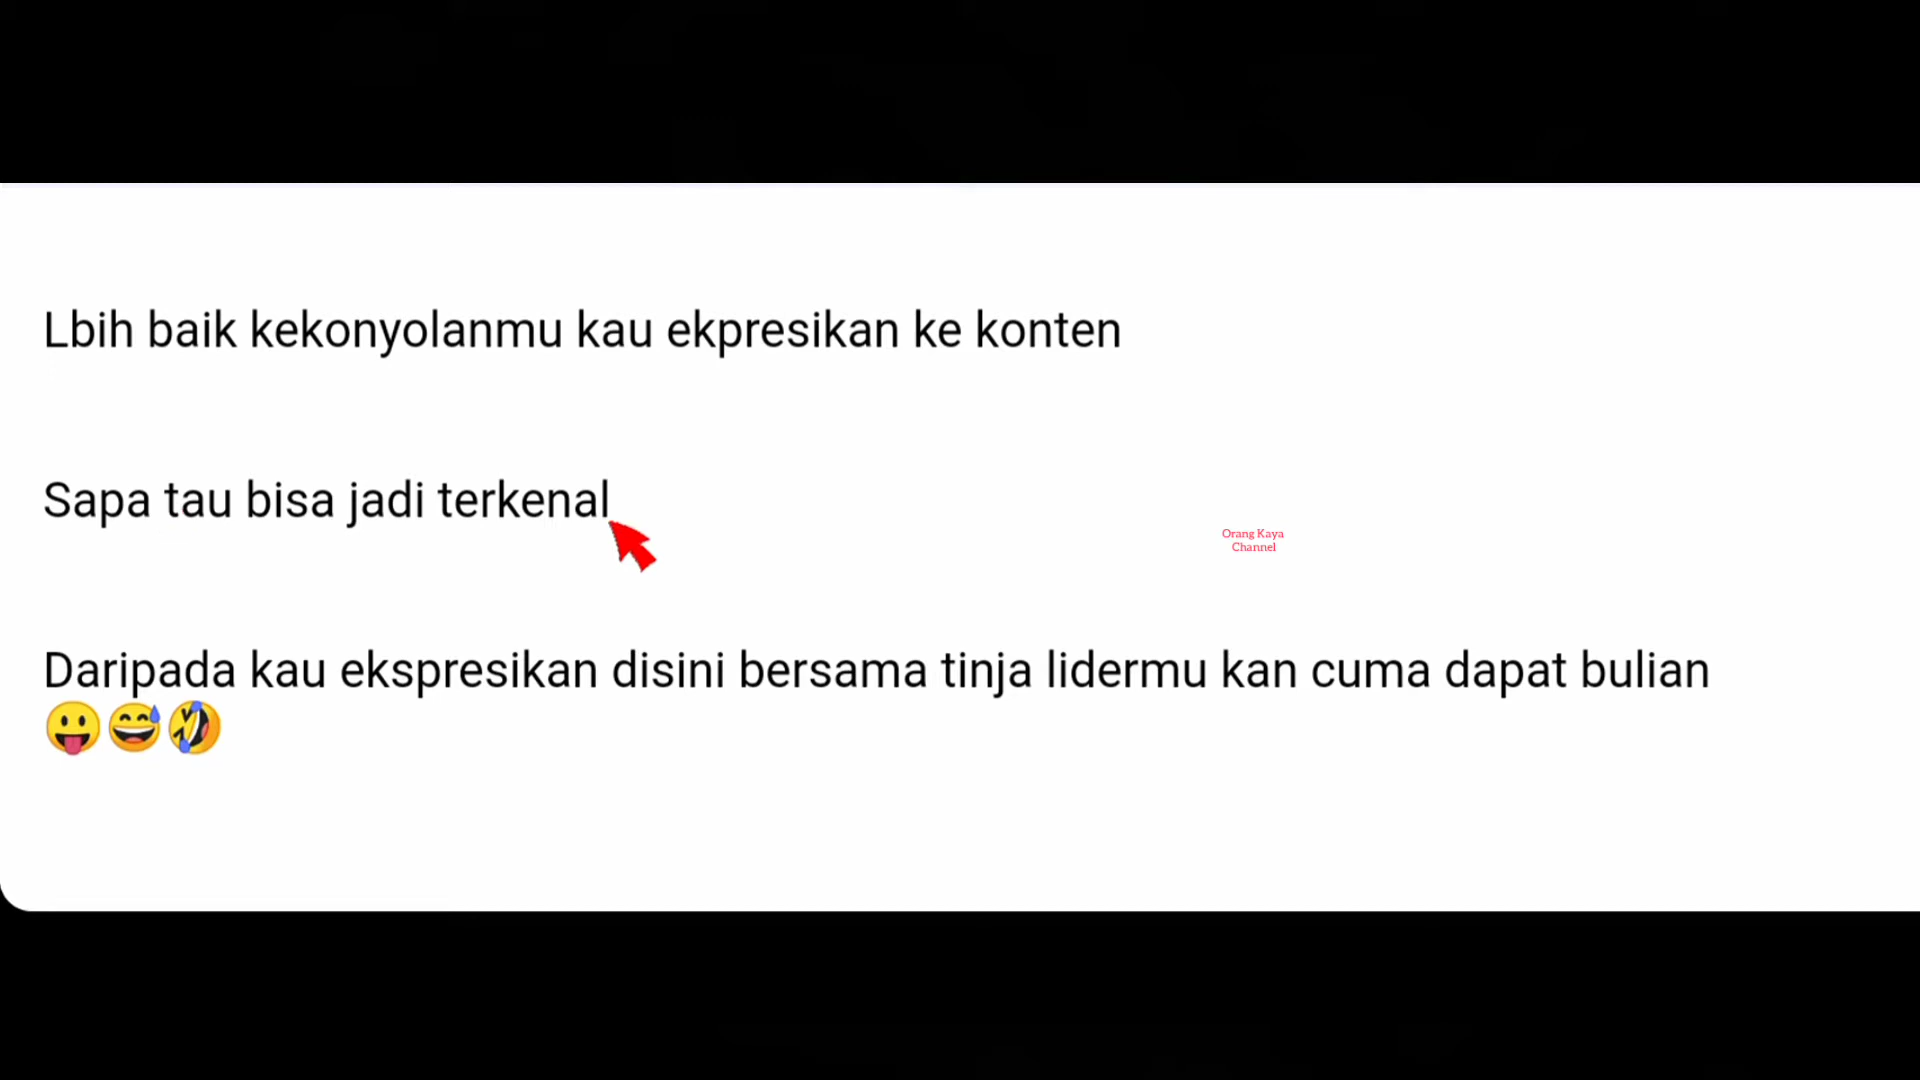 Lbih baik kekonyolanmu kau ekpresikan ke konten
Sapa tau bisa jadi terkenal
Orang Kaya
Channel
Daripada kau ekspresikan disini bersama tinja lidermu kan cuma dapat bulian
😛😅🤣